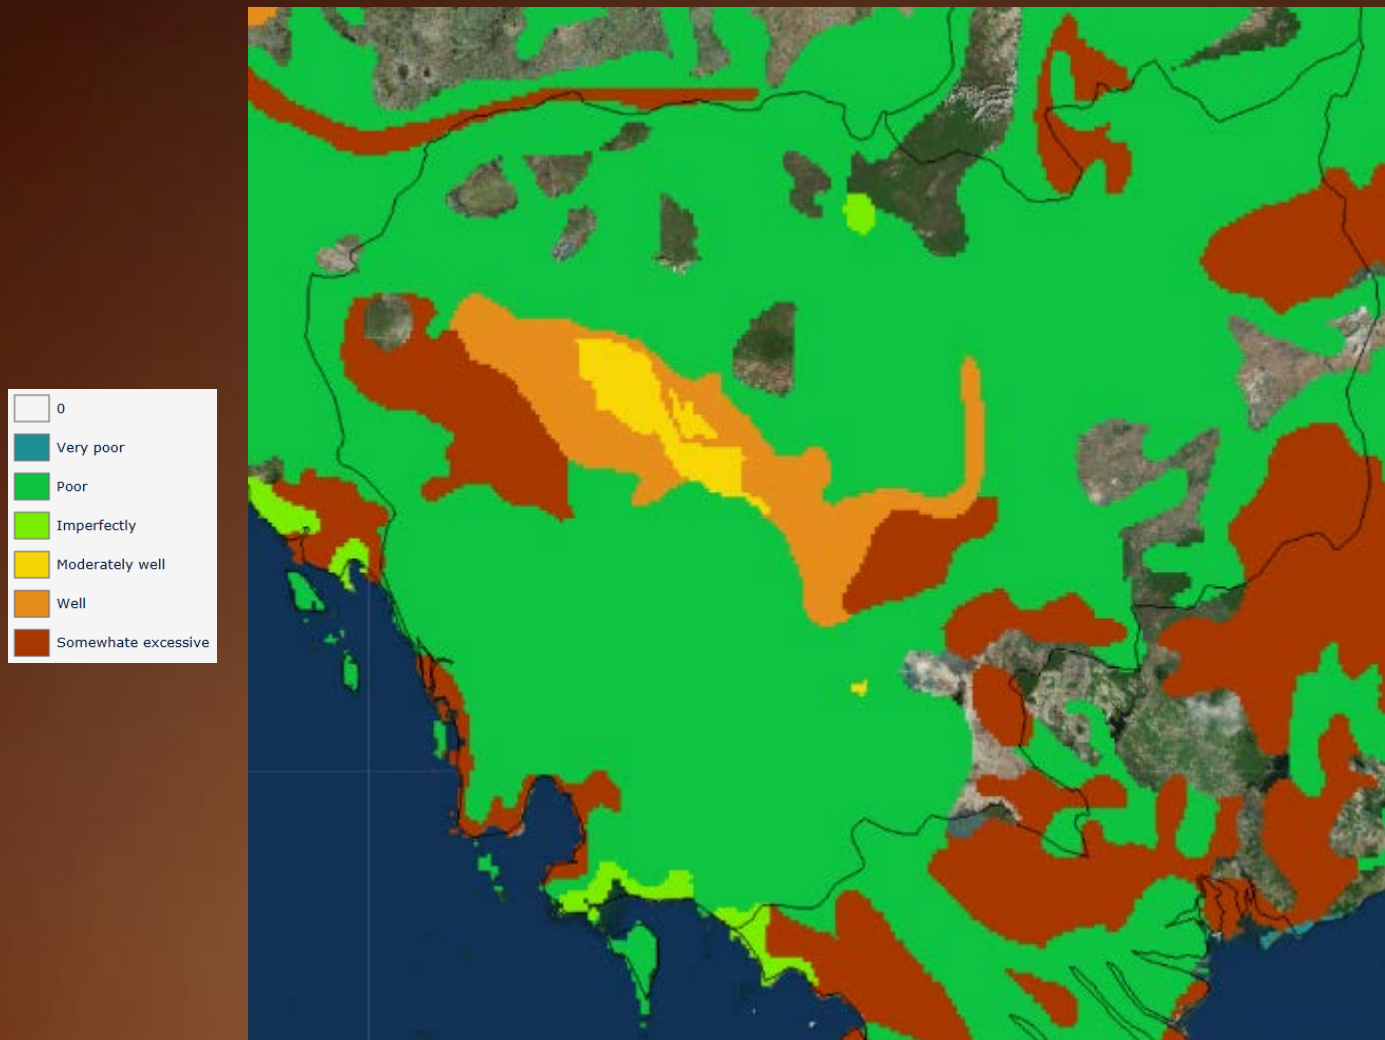 0
Very poor
Poor
Imperfectly
Moderately well
Well
Somewhate excessive